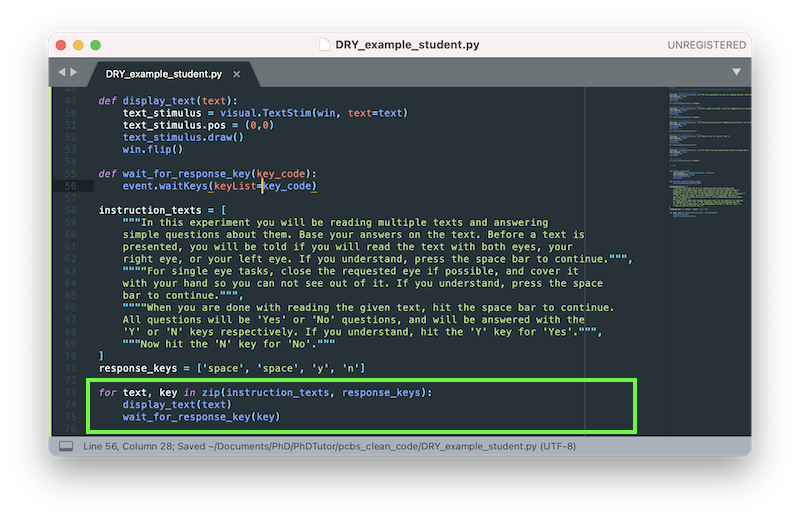 DRY_example_student.py
UNREGISTERED
DRY_example_student.py ×
48
49 def display_text(text):
50     text_stimulus = visual.TextStim(win, text=text)
51     text_stimulus.pos = (0,0)
52     text_stimulus.draw()
53     win.flip()
54
55 def wait_for_response_key(key_code):
56     event.waitKeys(keyList=key_code)
57
58 instruction_texts = [
59     """In this experiment you will be reading multiple texts and answering
60     simple questions about them. Base your answers on the text. Before a text is
61     presented, you will be told if you will read the text with both eyes, your
62     right eye, or your left eye. If you understand, press the space bar to continue.""",
63     """"For single eye tasks, close the requested eye if possible, and cover it
64     with your hand so you can not see out of it. If you understand, press the space
65     bar to continue.""",
66     """"When you are done with reading the given text, hit the space bar to continue.
67     All questions will be 'Yes' or 'No' questions, and will be answered with the
68     'Y' or 'N' keys respectively. If you understand, hit the 'Y' key for 'Yes'.""",
69     """Now hit the 'N' key for 'No'."""
70 ]
71 response_keys = ['space', 'space', 'y', 'n']
72
73 for text, key in zip(instruction_texts, response_keys):
74     display_text(text)
75     wait_for_response_key(key)
76
Line 56, Column 28; Saved ~/Documents/PhD/PhDTutor/pcbs_clean_code/DRY_example_student.py (UTF-8)